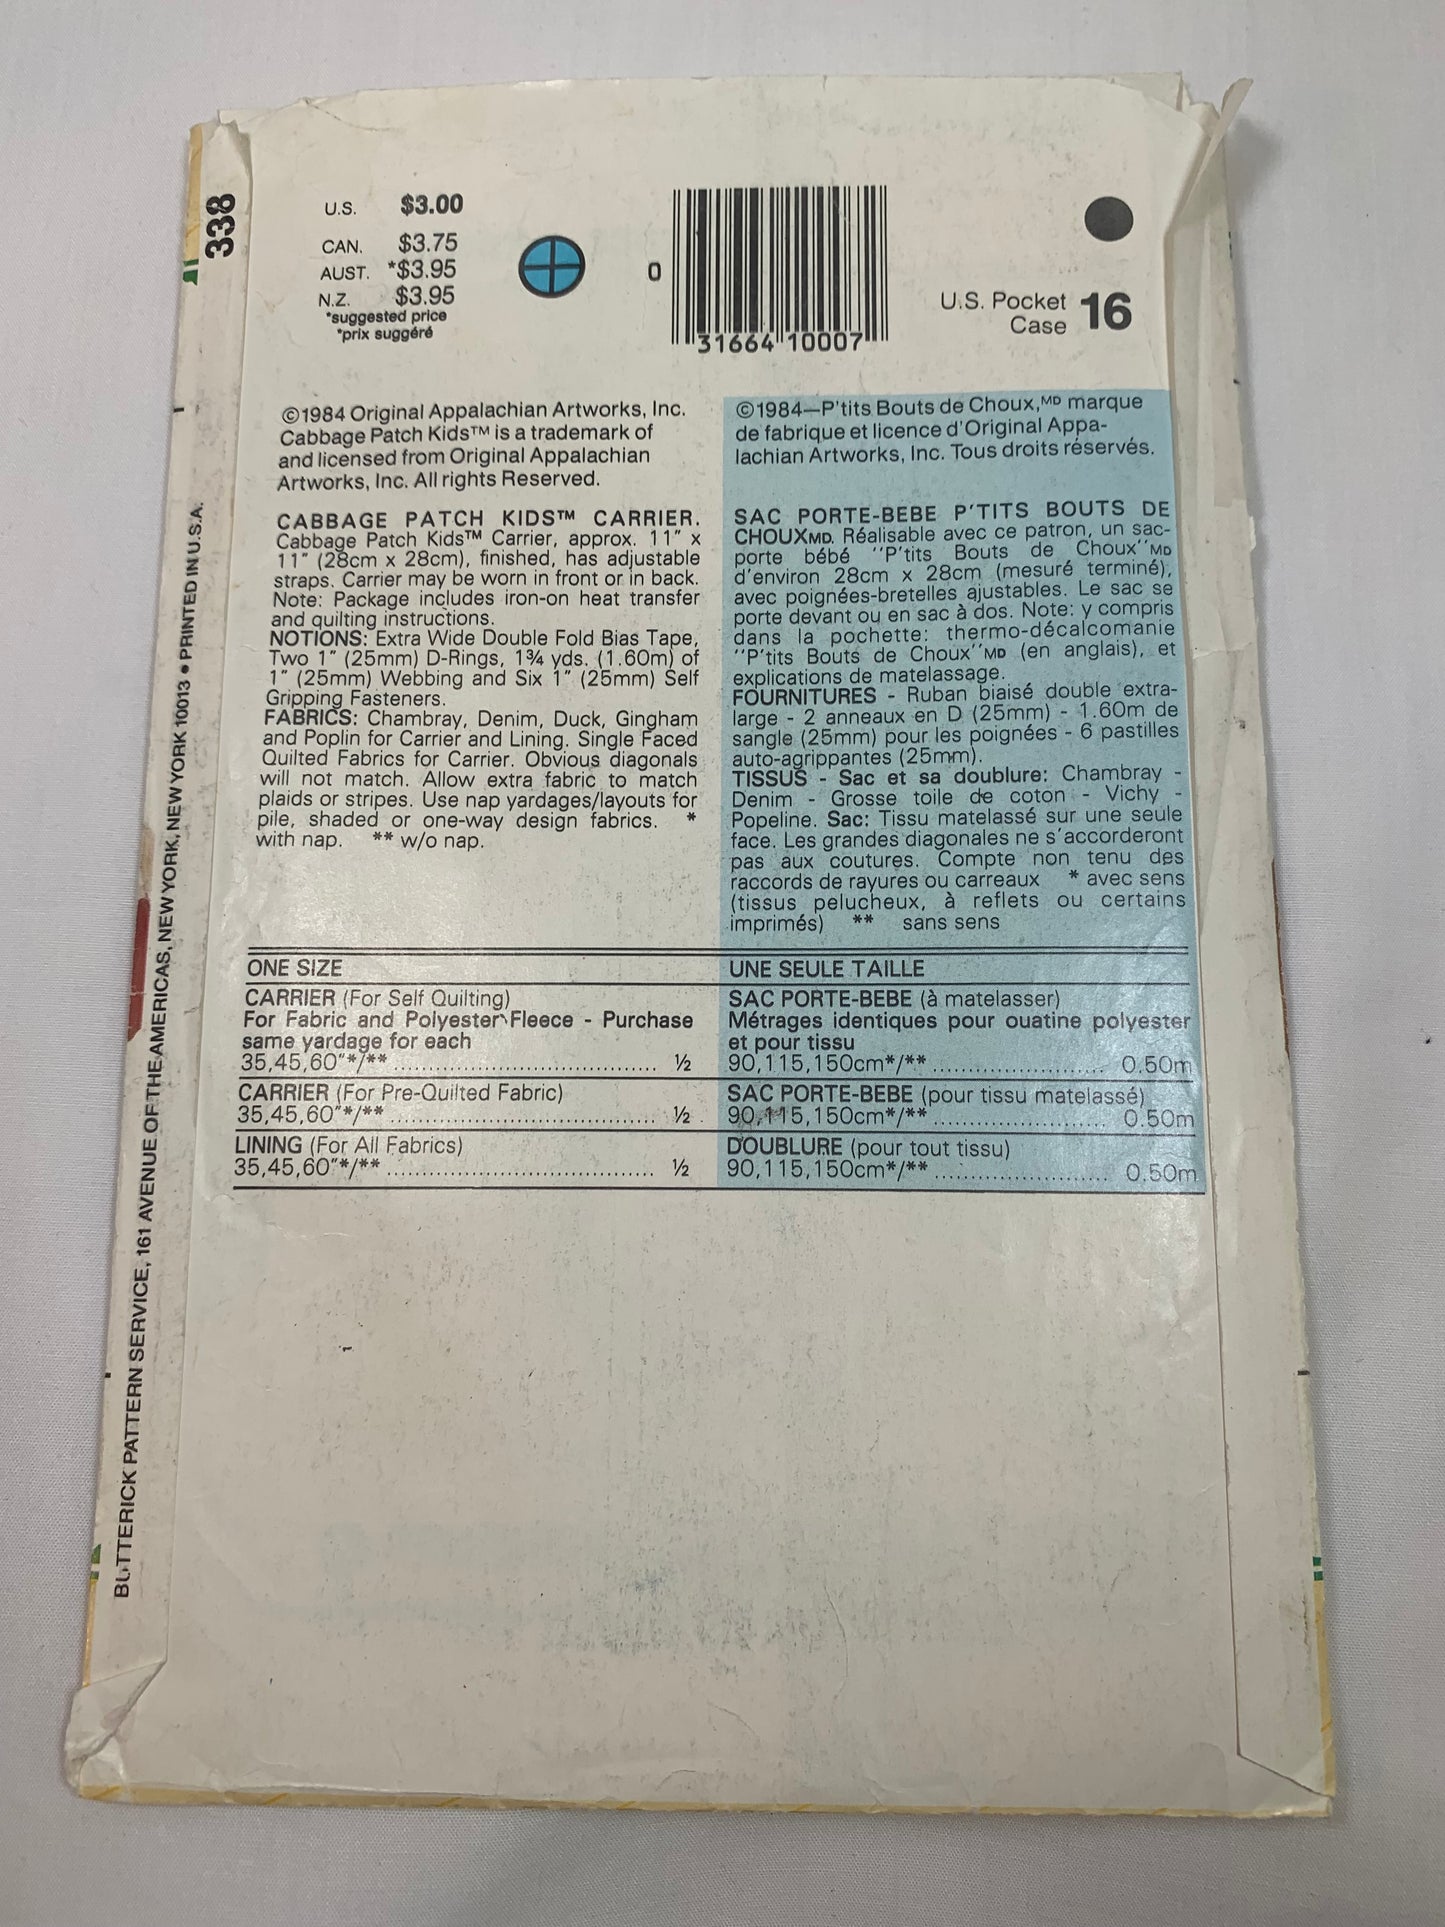 338
U.S. $3.00
CAN. $3.75
AUST. *$3.95
N.Z. $3.95
*suggested price
*prix suggéré
0
31664 10007
U.S. Pocket
Case 16
©1984 Original Appalachian Artworks, Inc.
Cabbage Patch Kids™ is a trademark of
and licensed from Original Appalachian
Artworks, Inc. All rights Reserved.
CABBAGE PATCH KIDS™ CARRIER.
Cabbage Patch Kids™ Carrier, approx. 11" x
11" (28cm x 28cm), finished, has adjustable
straps. Carrier may be worn in front or in back.
Note: Package includes iron-on heat transfer
and quilting instructions.
NOTIONS: Extra Wide Double Fold Bias Tape,
Two 1" (25mm) D-Rings, 1¾ yds. (1.60m) of
1" (25mm) Webbing and Six 1" (25mm) Self
Gripping Fasteners.
FABRICS: Chambray, Denim, Duck, Gingham
and Poplin for Carrier and Lining. Single Faced
Quilted Fabrics for Carrier. Obvious diagonals
will not match. Allow extra fabric to match
plaids or stripes. Use nap yardages/layouts for
pile, shaded or one-way design fabrics. *
with nap. ** w/o nap.
©1984—P'tits Bouts de Choux,MD marque
de fabrique et licence d'Original Appa-
lachian Artworks, Inc. Tous droits réservés.
SAC PORTE-BEBE P'TITS BOUTS DE
CHOUXMD. Réalisable avec ce patron, un sac-
porte bébé "P'tits Bouts de Choux"MD
d'environ 28cm x 28cm (mesuré terminé),
avec poignées-bretelles ajustables. Le sac se
porte devant ou en sac à dos. Note: y compris
dans la pochette: thermo-décalcomanie
"P'tits Bouts de Choux"MD (en anglais), et
explications de matelassage.
FOURNITURES - Ruban biaisé double extra-
large - 2 anneaux en D (25mm) - 1.60m de
sangle (25mm) pour les poignées - 6 pastilles
auto-agrippantes (25mm).
TISSUS - Sac et sa doublure: Chambray -
Denim - Grosse toile de coton - Vichy -
Popeline. Sac: Tissu matelassé sur une seule
face. Les grandes diagonales ne s'accorderont
pas aux coutures. Compte non tenu des
raccords de rayures ou carreaux * avec sens
(tissus pelucheux, à reflets ou certains
imprimés) ** sans sens
ONE SIZE
CARRIER (For Self Quilting)
For Fabric and Polyester Fleece - Purchase
same yardage for each
35,45,60"*/** .................................... ½
CARRIER (For Pre-Quilted Fabric)
35,45,60"*/** .................................... ½
LINING (For All Fabrics)
35,45,60"*/** .................................... ½
UNE SEULE TAILLE
SAC PORTE-BEBE (à matelasser)
Métrages identiques pour ouatine polyester
et pour tissu
90,115,150cm*/** ........................ 0.50m
SAC PORTE-BEBE (pour tissu matelassé)
90,115,150cm*/** ........................ 0.50m
DOUBLURE (pour tout tissu)
90,115,150cm*/** ........................ 0.50m
BUTTERICK PATTERN SERVICE, 161 AVENUE OF THE AMERICAS, NEW YORK, NEW YORK 10013 ● PRINTED IN U.S.A.